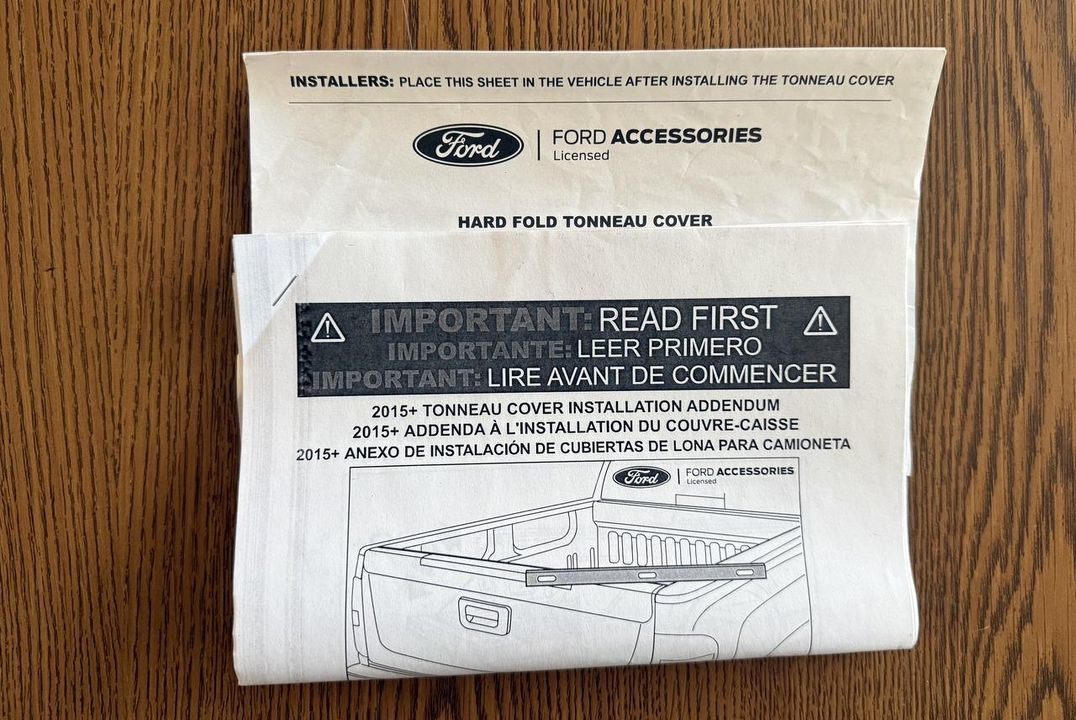 INSTALLERS: PLACE THIS SHEET IN THE VEHICLE AFTER INSTALLING THE TONNEAU COVER
Ford | FORD ACCESSORIES
Licensed
HARD FOLD TONNEAU COVER
IMPORTANT: READ FIRST
IMPORTANTE: LEER PRIMERO
IMPORTANT: LIRE AVANT DE COMMENCER
2015+ TONNEAU COVER INSTALLATION ADDENDUM
2015+ ADDENDA À L'INSTALLATION DU COUVRE-CAISSE
2015+ ANEXO DE INSTALACIÓN DE CUBIERTAS DE LONA PARA CAMIONETA
Ford | FORD ACCESSORIES
Licensed